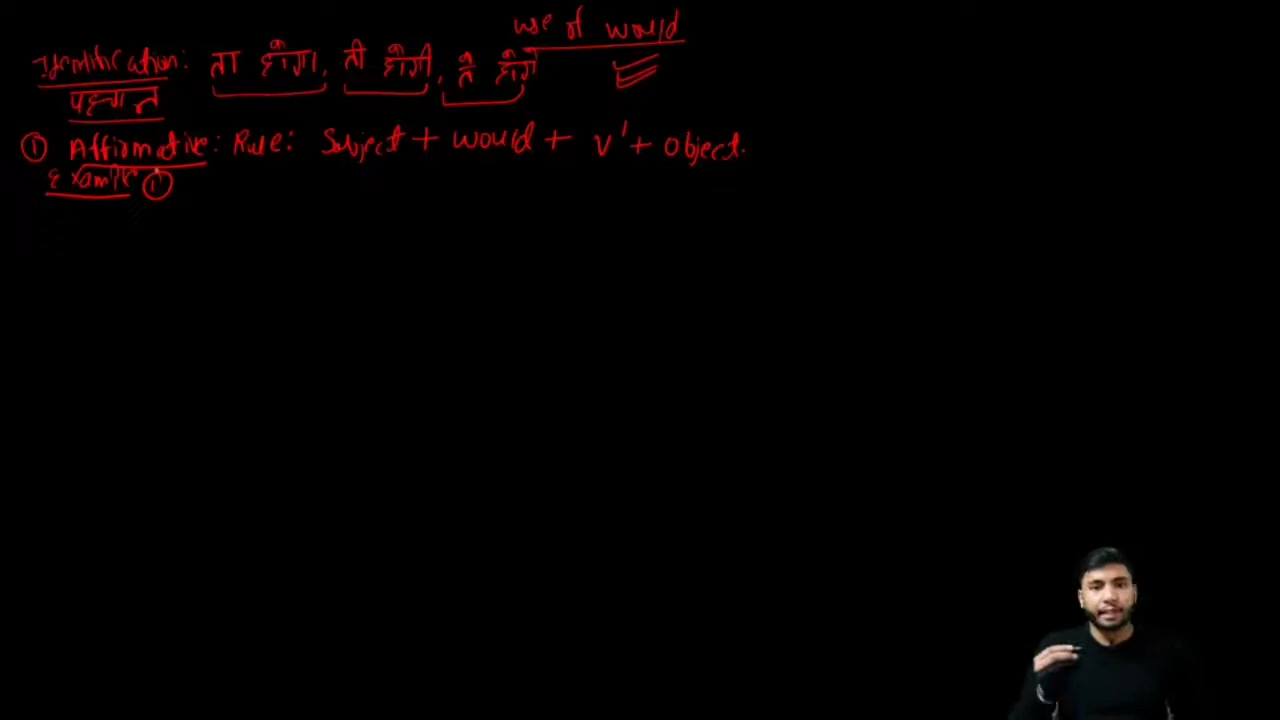 use of would
Identification: ता होगा, ती होगी, ते होंगे
पहचान
① Affirmative: Rule: Subject + would + V¹ + Object.
Example ①